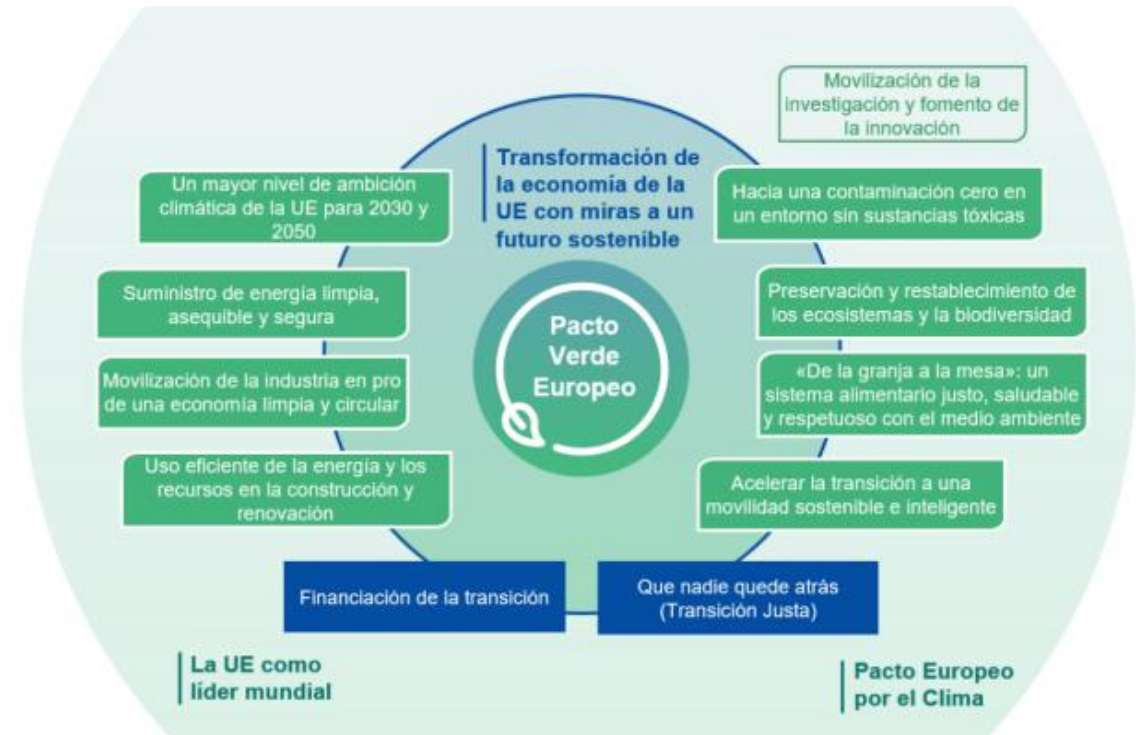 Movilización de la
investigación y fomento de
la innovación
Transformación de
la economía de la
UE con miras a un
futuro sostenible
Un mayor nivel de ambición
climática de la UE para 2030 y
2050
Hacia una contaminación cero en
un entorno sin sustancias tóxicas
Suministro de energía limpia,
asequible y segura
Preservación y restablecimiento de
los ecosistemas y la biodiversidad
Pacto
Verde
Europeo
Movilización de la industria en pro
de una economía limpia y circular
«De la granja a la mesa»: un
sistema alimentario justo, saludable
y respetuoso con el medio ambiente
Uso eficiente de la energía y los
recursos en la construcción y
renovación
Acelerar la transición a una
movilidad sostenible e inteligente
Financiación de la transición
Que nadie quede atrás
(Transición Justa)
La UE como
líder mundial
Pacto Europeo
por el Clima